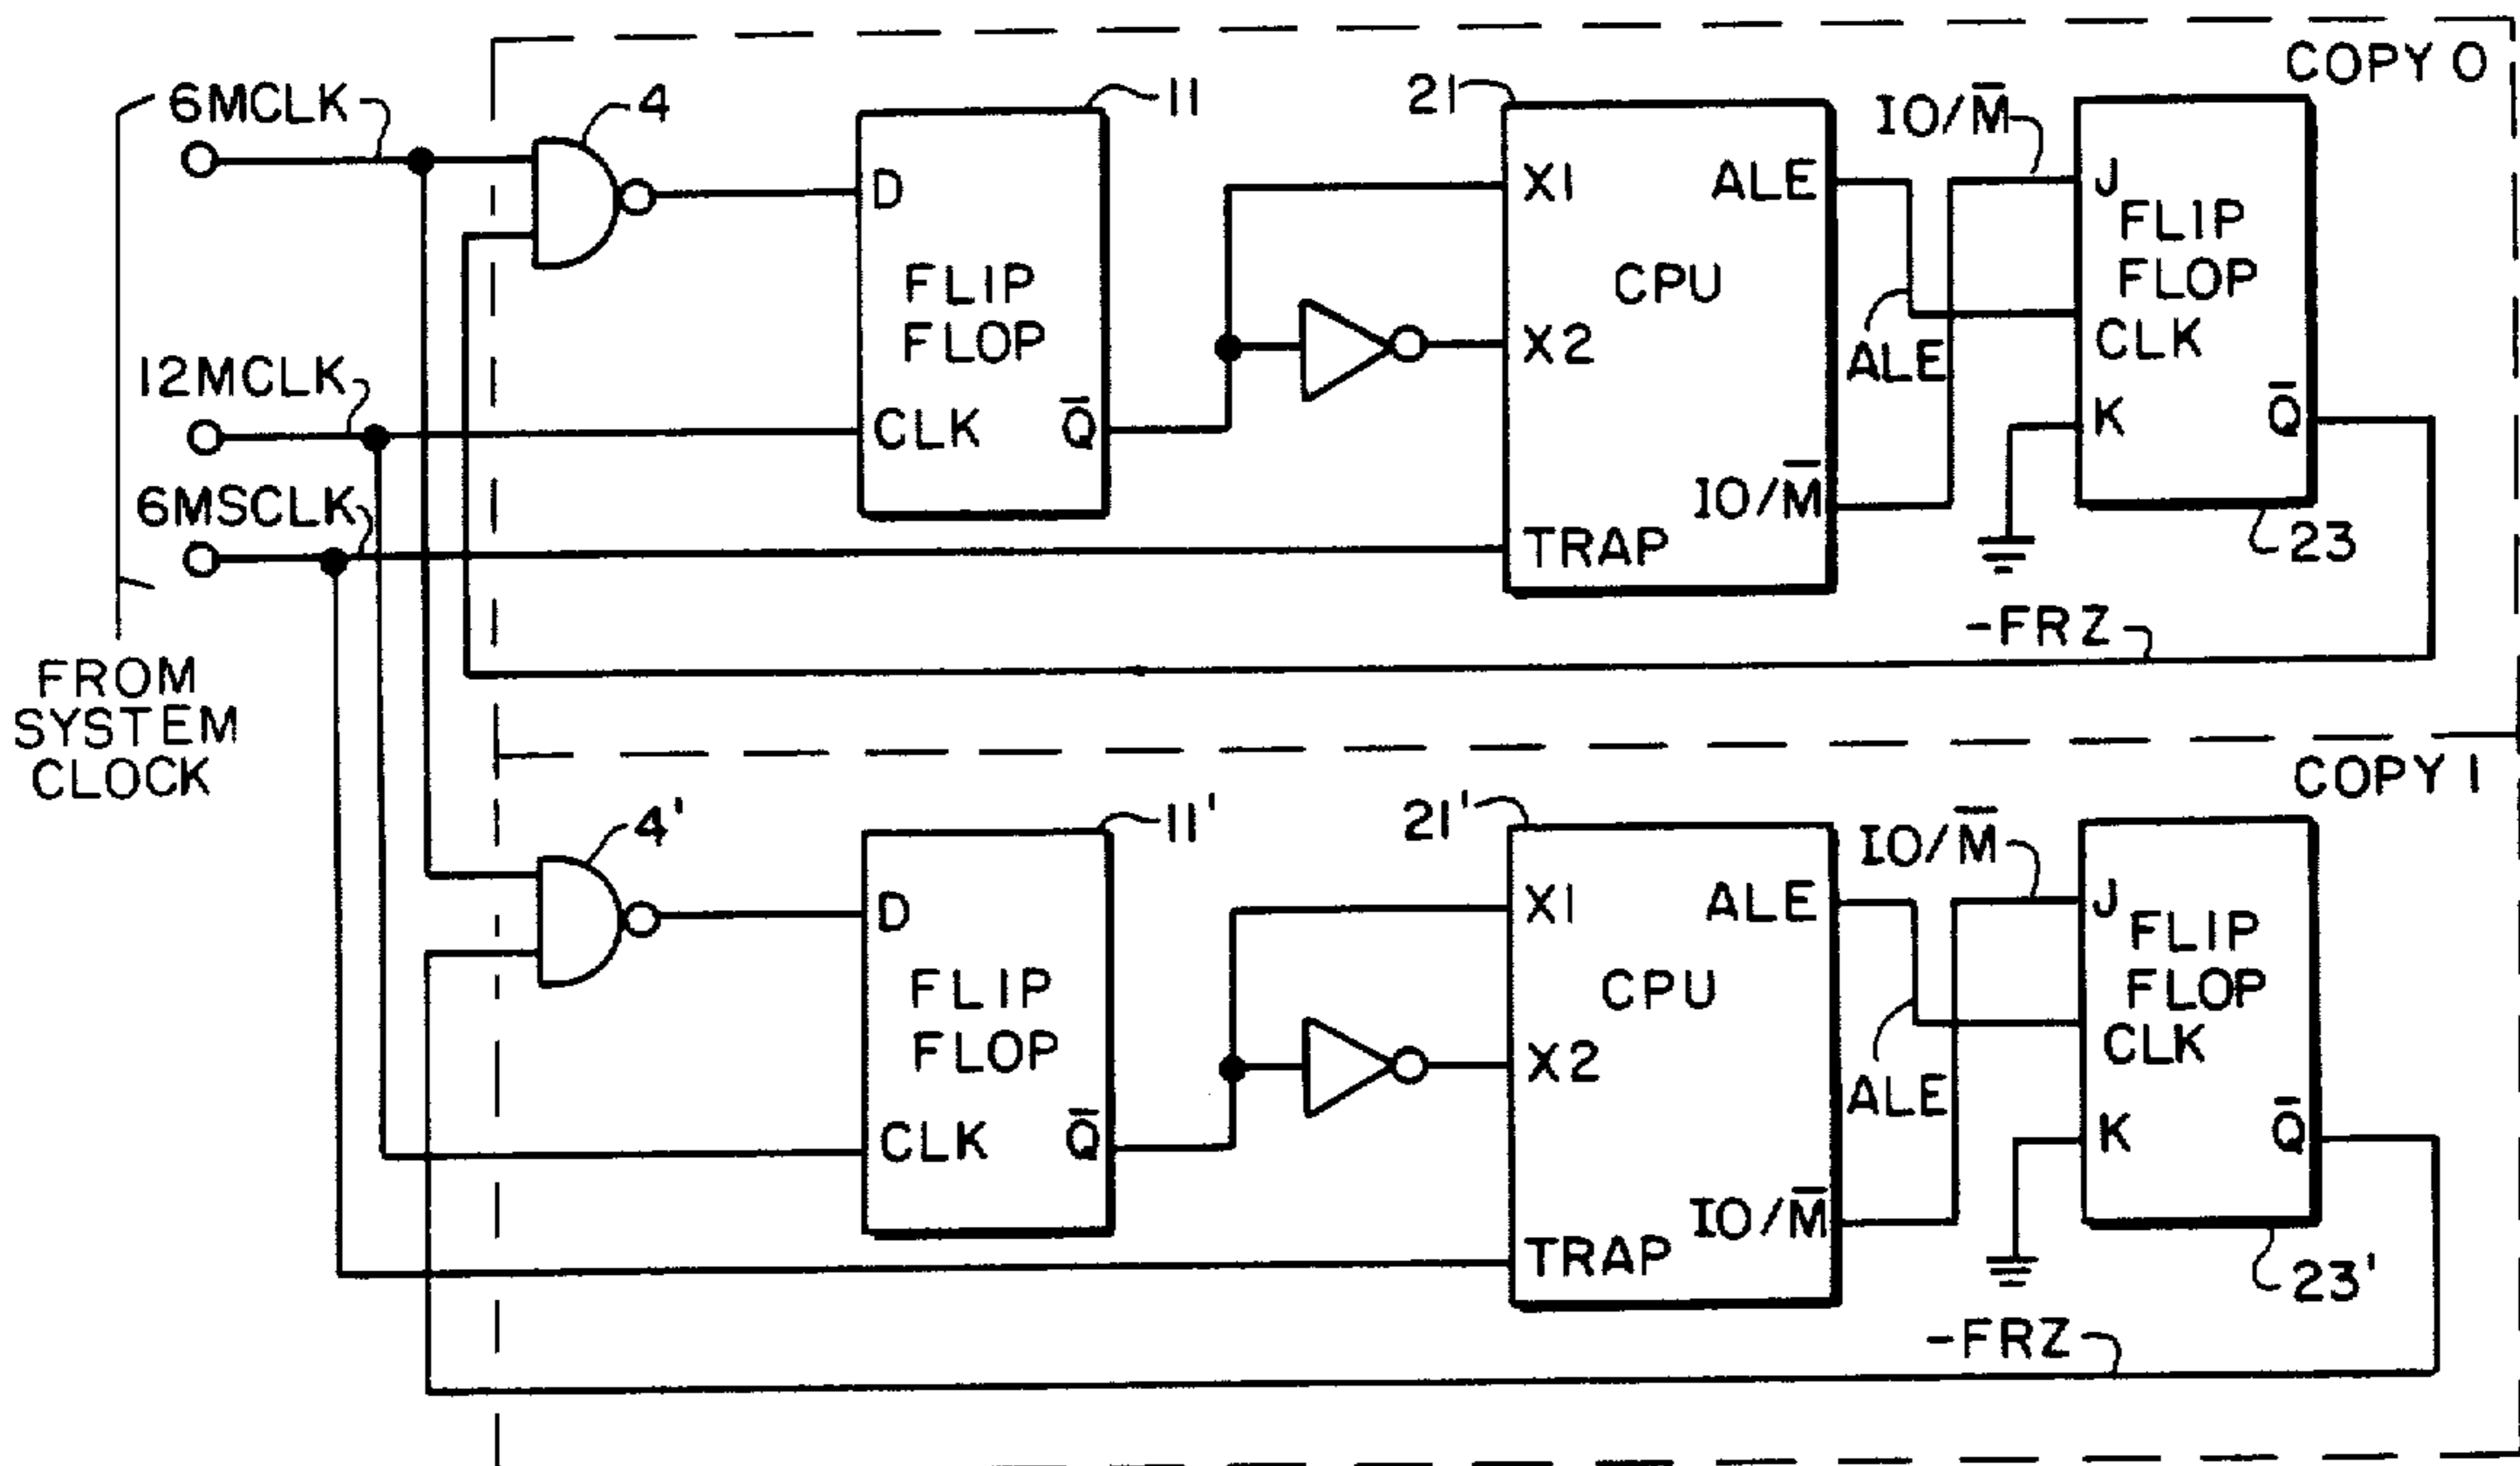 COPY 0
6MCLK
4
11
21
IO/M̅
D
X1
ALE
J
FLIP
FLOP
FLIP
FLOP
CPU
12MCLK
X2
ALE
CLK
CLK
Q̅
K
Q̅
6MSCLK
IO/M̅
TRAP
23
-FRZ
FROM
SYSTEM
CLOCK
COPY 1
4'
11'
21'
IO/M̅
D
X1
ALE
J
FLIP
FLOP
FLIP
FLOP
CPU
X2
CLK
ALE
CLK
Q̅
K
Q̅
IO/M̅
TRAP
23'
-FRZ